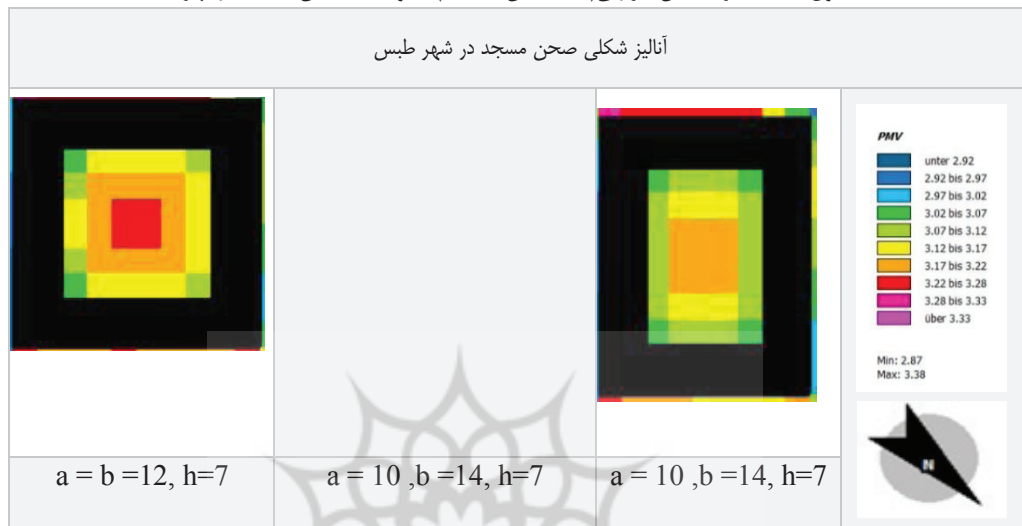 آنالیز شکلی صحن مسجد در شهر طبس
PMV
unter 2.92
2.92 bis 2.97
2.97 bis 3.02
3.02 bis 3.07
3.07 bis 3.12
3.12 bis 3.17
3.17 bis 3.22
3.22 bis 3.28
3.28 bis 3.33
über 3.33
Min: 2.87
Max: 3.38
N
a = b =12, h=7
a = 10 ,b =14, h=7
a = 10 ,b =14, h=7